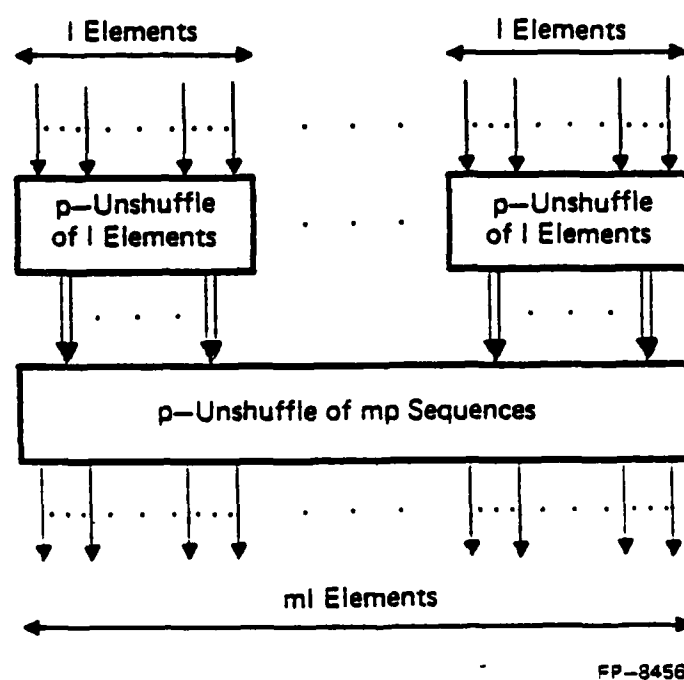 l Elements
l Elements
p—Unshuffle
of l Elements
p—Unshuffle
of l Elements
p—Unshuffle of mp Sequences
ml Elements
FP—8456